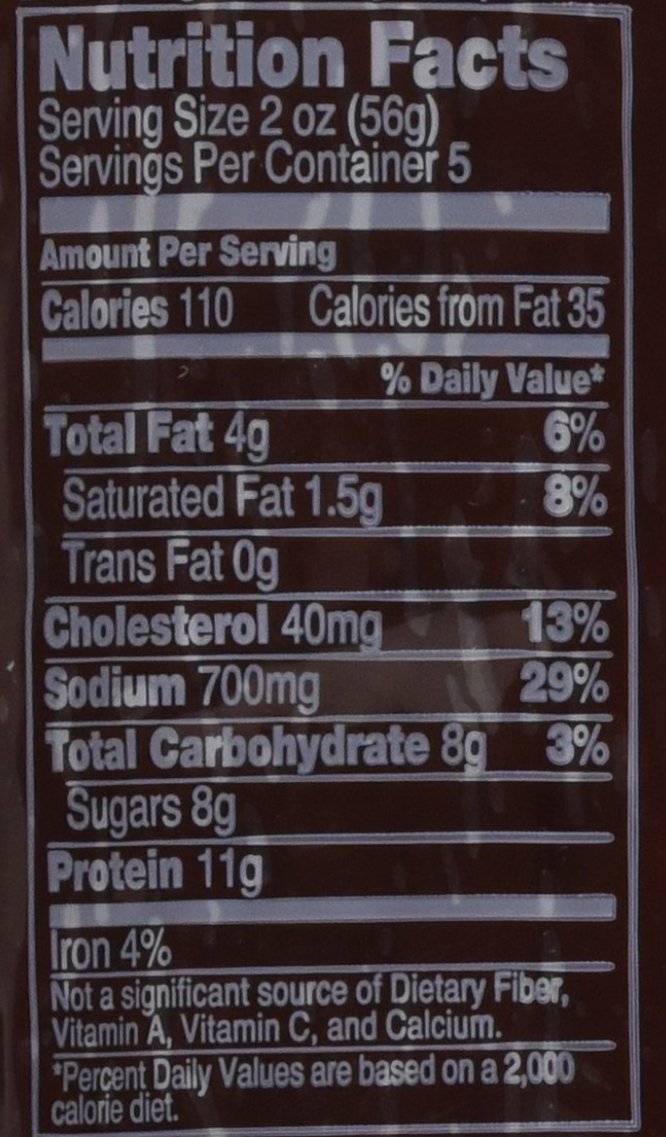 Nutrition Facts
Serving Size 2 oz (56g)
Servings Per Container 5
Amount Per Serving
Calories 110 Calories from Fat 35
% Daily Value*
Total Fat 4g 6%
Saturated Fat 1.5g 8%
Trans Fat 0g
Cholesterol 40mg 13%
Sodium 700mg 29%
Total Carbohydrate 8g 3%
Sugars 8g
Protein 11g
Iron 4%
Not a significant source of Dietary Fiber,
Vitamin A, Vitamin C, and Calcium.
*Percent Daily Values are based on a 2,000
calorie diet.